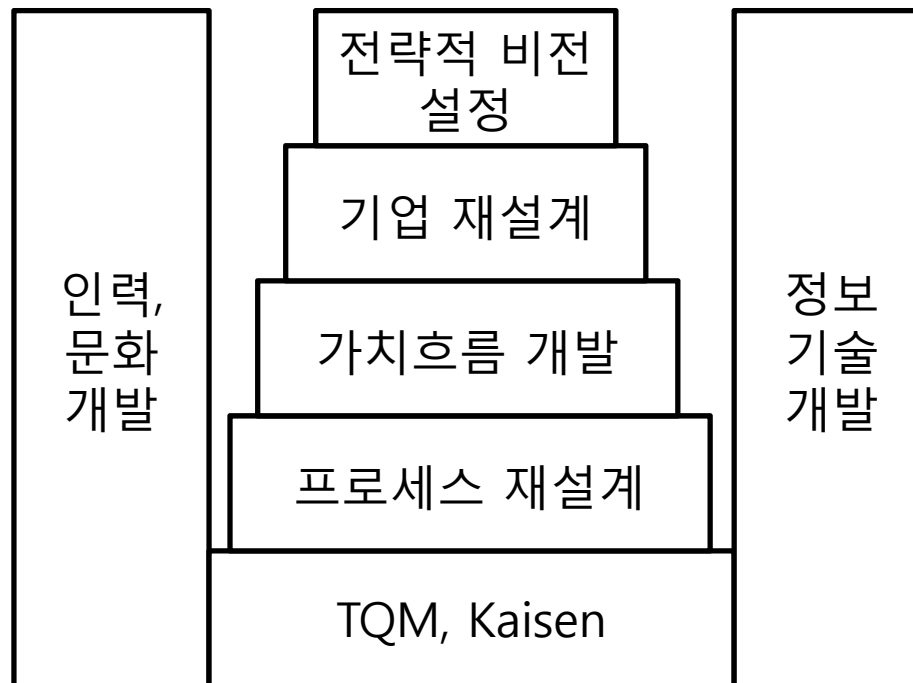 전략적 비전
설정
기업 재설계
인력,
문화
개발
가치흐름 개발
정보
기술
개발
프로세스 재설계
TQM, Kaisen